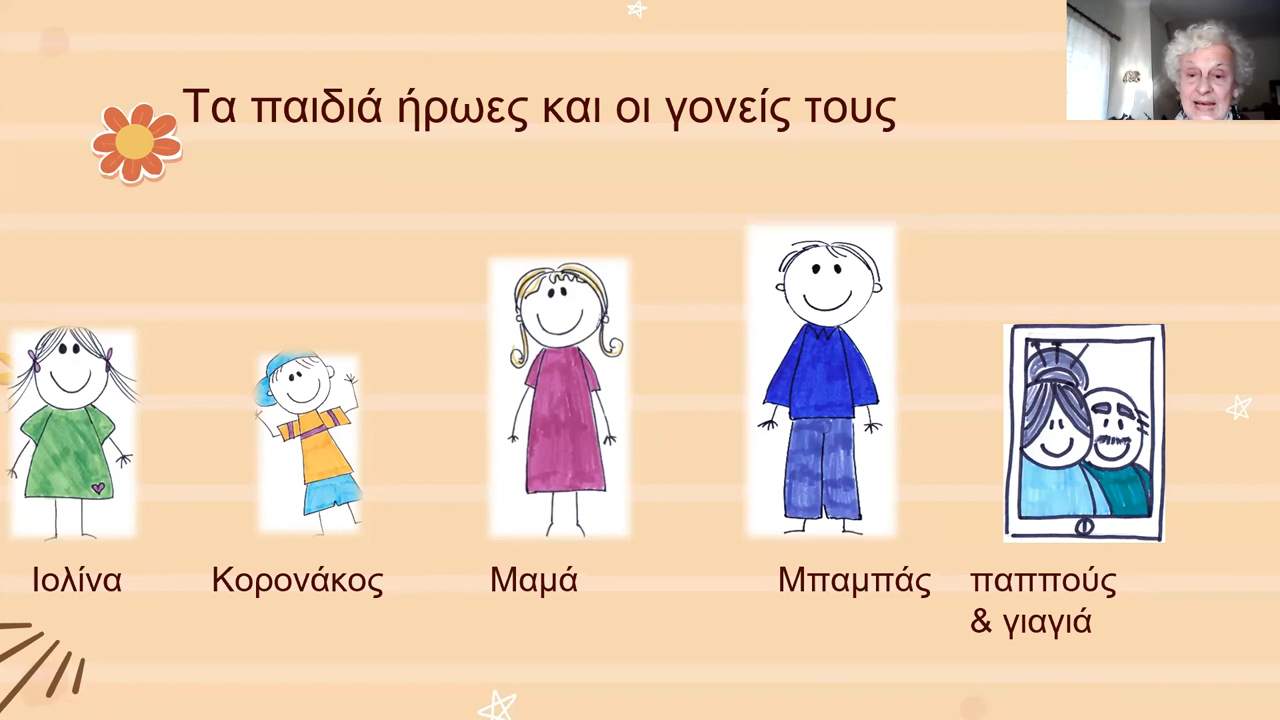 Τα παιδιά ήρωες και οι γονείς τους
Ιολίνα
Κορονάκος
Μαμά
Μπαμπάς
παππούς
& γιαγιά